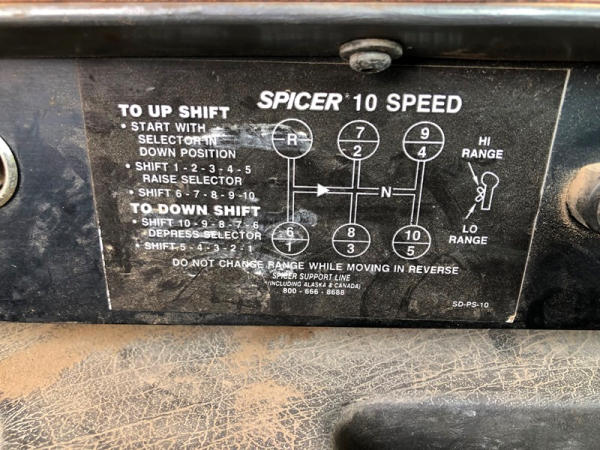 SPICER 10 SPEED
TO UP SHIFT
• START WITH
SELECTOR IN
DOWN POSITION
• SHIFT 1 - 2 - 3 - 4 - 5
RAISE SELECTOR
• SHIFT 6 - 7 - 8 - 9 - 10
TO DOWN SHIFT
• SHIFT 10 - 9 - 8 - 7 - 6
DEPRESS SELECTOR
• SHIFT 5 - 4 - 3 - 2 - 1
R
7
2
9
4
N
6
1
8
3
10
5
HI
RANGE
LO
RANGE
DO NOT CHANGE RANGE WHILE MOVING IN REVERSE
SPICER SUPPORT LINE
(INCLUDING ALASKA & CANADA)
800 - 666 - 8688
SD-PS-10